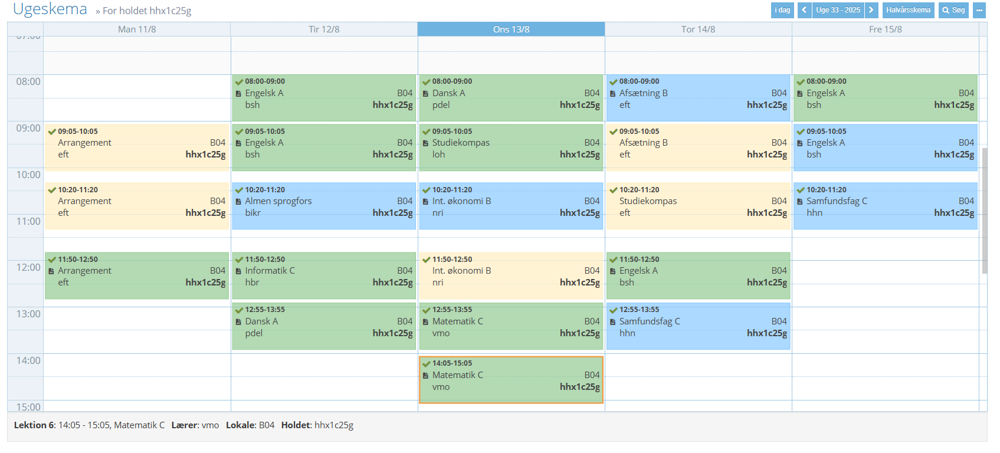 Ugeskema » For holdet hhx1c25g
i dag Uge 33 - 2025 Halvårsskema Søg
Man 11/8 Tir 12/8 Ons 13/8 Tor 14/8 Fre 15/8
07:00
08:00
09:00
10:00
11:00
12:00
13:00
14:00
15:00
09:05-10:05
Arrangement B04
eft hhx1c25g
10:20-11:20
Arrangement B04
eft hhx1c25g
11:50-12:50
Arrangement B04
eft hhx1c25g
08:00-09:00
Engelsk A B04
bsh hhx1c25g
09:05-10:05
Engelsk A B04
bsh hhx1c25g
10:20-11:20
Almen sprogfors B04
bikr hhx1c25g
11:50-12:50
Informatik C B04
hbr hhx1c25g
12:55-13:55
Dansk A B04
pdel hhx1c25g
08:00-09:00
Dansk A B04
pdel hhx1c25g
09:05-10:05
Studiekompas B04
loh hhx1c25g
10:20-11:20
Int. økonomi B B04
nri hhx1c25g
11:50-12:50
Int. økonomi B B04
nri hhx1c25g
12:55-13:55
Matematik C B04
vmo hhx1c25g
14:05-15:05
Matematik C B04
vmo hhx1c25g
08:00-09:00
Afsætning B B04
eft hhx1c25g
09:05-10:05
Afsætning B B04
eft hhx1c25g
10:20-11:20
Studiekompas B04
eft hhx1c25g
11:50-12:50
Engelsk A B04
bsh hhx1c25g
12:55-13:55
Samfundsfag C B04
hhn hhx1c25g
08:00-09:00
Engelsk A B04
bsh hhx1c25g
09:05-10:05
Engelsk A B04
bsh hhx1c25g
10:20-11:20
Samfundsfag C B04
hhn hhx1c25g
Lektion 6: 14:05 - 15:05, Matematik C Lærer: vmo Lokale: B04 Holdet: hhx1c25g